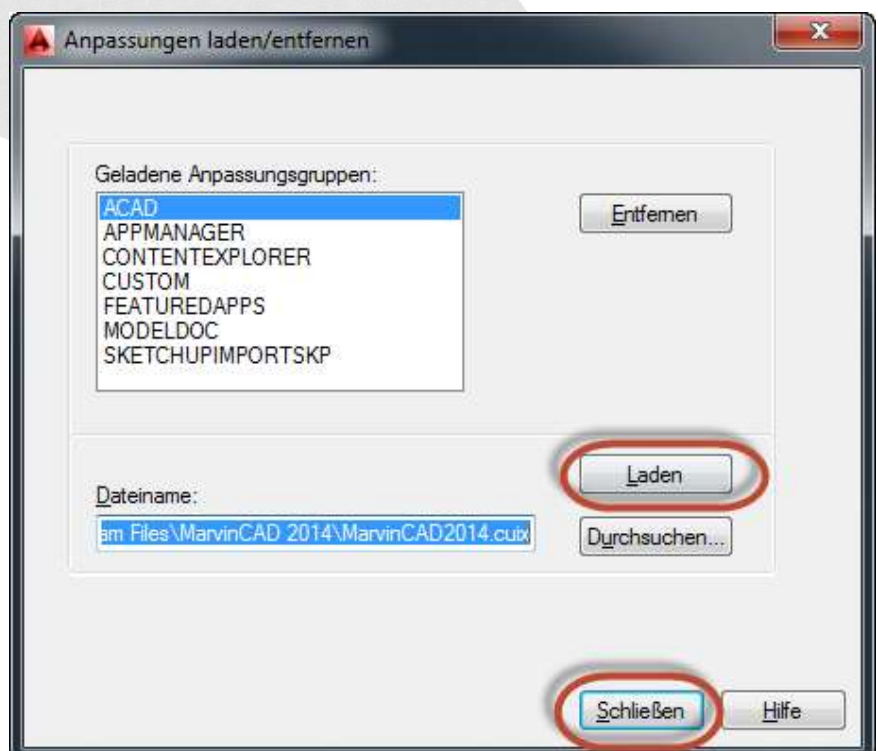 Anpassungen laden/entfernen
Geladene Anpassungsgruppen:
ACAD
APPMANAGER
CONTENTEXPLORER
CUSTOM
FEATUREDAPPS
MODELDOC
SKETCHUPIMPORTSKP
Entfernen
Laden
Dateiname:
am Files\MarvinCAD 2014\MarvinCAD2014.cuix
Durchsuchen...
Schließen
Hilfe